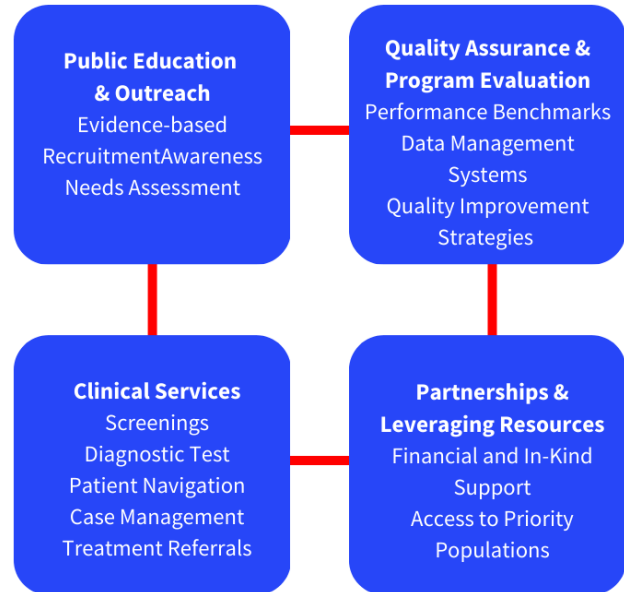 Public Education
& Outreach
Evidence-based
RecruitmentAwareness
Needs Assessment
Quality Assurance &
Program Evaluation
Performance Benchmarks
Data Management
Systems
Quality Improvement
Strategies
Clinical Services
Screenings
Diagnostic Test
Patient Navigation
Case Management
Treatment Referrals
Partnerships &
Leveraging Resources
Financial and In-Kind
Support
Access to Priority
Populations